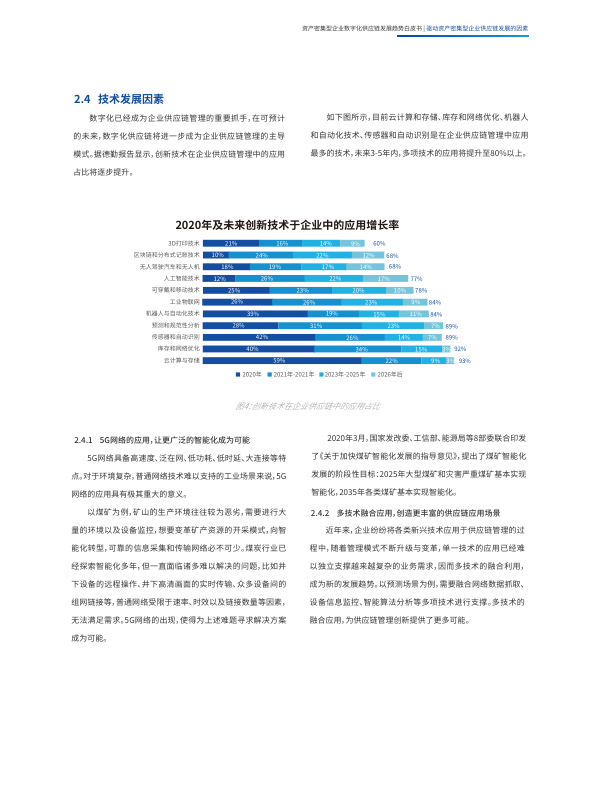 资产密集型企业数字化供应链发展趋势白皮书 | 驱动资产密集型企业供应链发展的因素
2.4 技术发展因素
数字化已经成为企业供应链管理的重要抓手，在可预计
的未来，数字化供应链将进一步成为企业供应链管理的主导
模式。据德勤报告显示，创新技术在企业供应链管理中的应用
占比将逐步提升。
如下图所示，目前云计算和存储、库存和网络优化、机器人
和自动化技术、传感器和自动识别是在企业供应链管理中应用
最多的技术，未来3-5年内，多项技术的应用将提升至80%以上。
2020年及未来创新技术于企业中的应用增长率
3D打印技术 21% 16% 14% 9% 60%
区块链和分布式记账技术 10% 24% 22% 12% 68%
无人驾驶汽车和无人机 18% 19% 17% 14% 68%
人工智能技术 12% 26% 22% 17% 77%
可穿戴和移动技术 25% 23% 20% 10% 78%
工业物联网 26% 26% 23% 9% 84%
机器人与自动化技术 39% 19% 15% 11% 84%
预测和规范性分析 28% 31% 23% 7% 89%
传感器和自动识别 42% 26% 14% 7% 89%
库存和网络优化 40% 34% 15% 92%
云计算与存储 59% 22% 9% 3% 93%
2020年 2021年-2021年 2023年-2025年 2026年后
图4：创新技术在企业供应链中的应用占比
2.4.1 5G网络的应用，让更广泛的智能化成为可能
5G网络具备高速度、泛在网、低功耗、低时延、大连接等特
点。对于环境复杂，普通网络技术难以支持的工业场景来说，5G
网络的应用具有极其重大的意义。
以煤矿为例，矿山的生产环境往往较为恶劣，需要进行大
量的环境以及设备监控，想要变革矿产资源的开采模式，向智
能化转型，可靠的信息采集和传输网络必不可少。煤炭行业已
经探索智能化多年，但一直面临诸多难以解决的问题，比如井
下设备的远程操作、井下高清画面的实时传输、众多设备间的
组网链接等，普通网络受限于速率、时效以及链接数量等因素，
无法满足需求。5G网络的出现，使得为上述难题寻求解决方案
成为可能。
2020年3月，国家发改委、工信部、能源局等8部委联合印发
了《关于加快煤矿智能化发展的指导意见》，提出了煤矿智能化
发展的阶段性目标：2025年大型煤矿和灾害严重煤矿基本实现
智能化，2035年各类煤矿基本实现智能化。
2.4.2 多技术融合应用，创造更丰富的供应链应用场景
近年来，企业纷纷将各类新兴技术应用于供应链管理的过
程中，随着管理模式不断升级与变革，单一技术的应用已经难
以独立支撑越来越复杂的业务需求，因而多技术的融合利用，
成为新的发展趋势。以预测场景为例，需要融合网络数据抓取、
设备信息监控、智能算法分析等多项技术进行支撑。多技术的
融合应用，为供应链管理创新提供了更多可能。